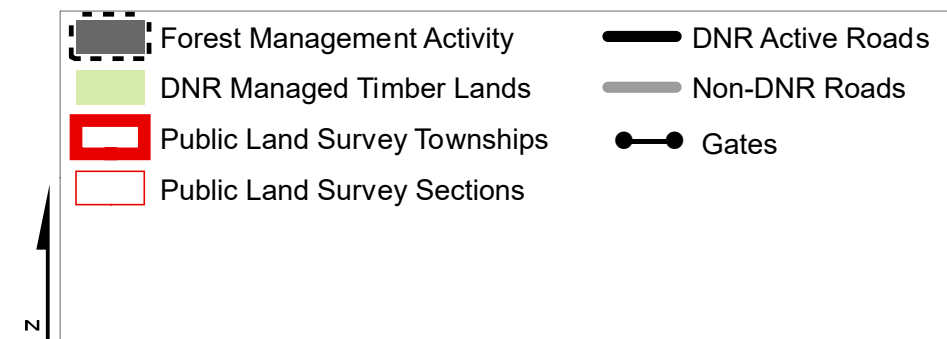 Forest Management Activity
DNR Managed Timber Lands
Public Land Survey Townships
Public Land Survey Sections
DNR Active Roads
Non-DNR Roads
Gates
N